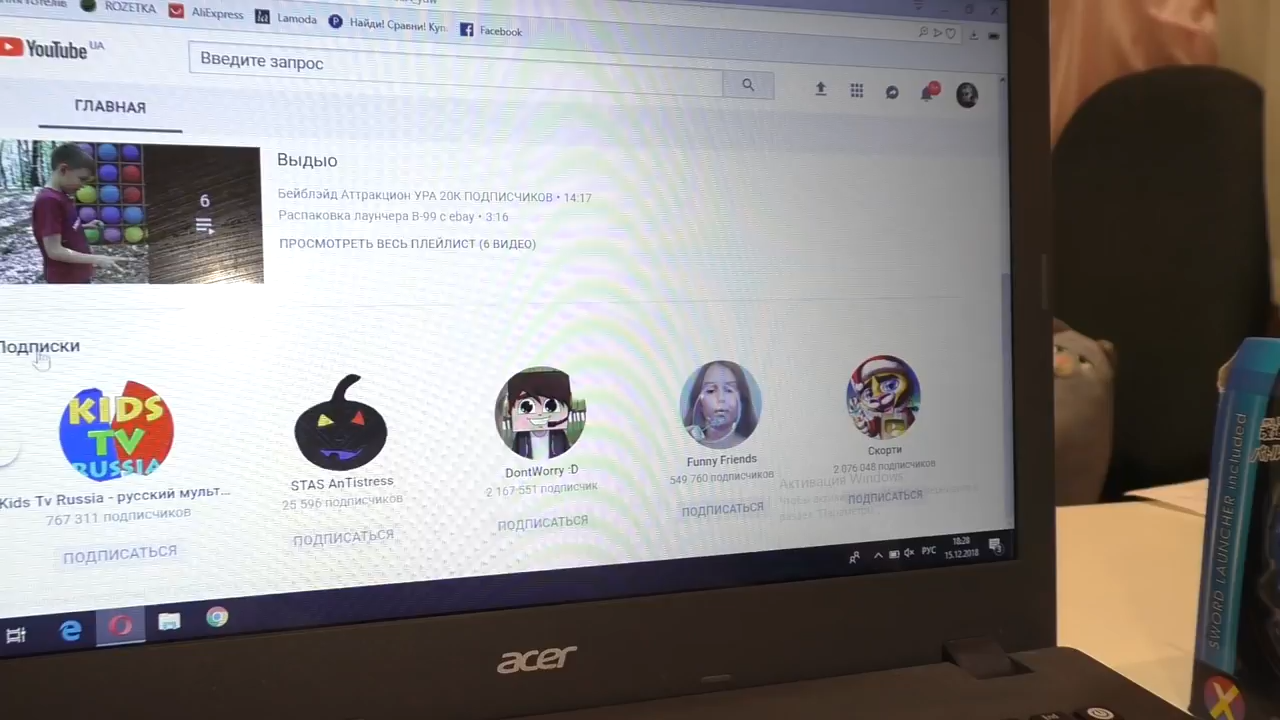 ROZETKA
AliExpress
Lamoda
Найди! Сравни! Куп.
Facebook
YouTube UA
Введите запрос
ГЛАВНАЯ
6
Выдыо
Бейблэйд Аттракцион УРА 20К ПОДПИСЧИКОВ • 14:17
Распаковка лаунчера B-99 с ebay • 3:16
ПРОСМОТРЕТЬ ВЕСЬ ПЛЕЙЛИСТ (6 ВИДЕО)
Подписки
KIDS
TV
RUSSIA
Kids Tv Russia - русский мульт...
767 311 подписчиков
ПОДПИСАТЬСЯ
STAS AnTistress
25 596 подписчиков
ПОДПИСАТЬСЯ
DontWorry :D
2 167 551 подписчик
ПОДПИСАТЬСЯ
Funny Friends
549 760 подписчиков
ПОДПИСАТЬСЯ
Скорти
2 076 048 подписчиков
ПОДПИСАТЬСЯ
Активация Windows
РУС
18:28
15.12.2018
acer
SWORD LAUNCHER included